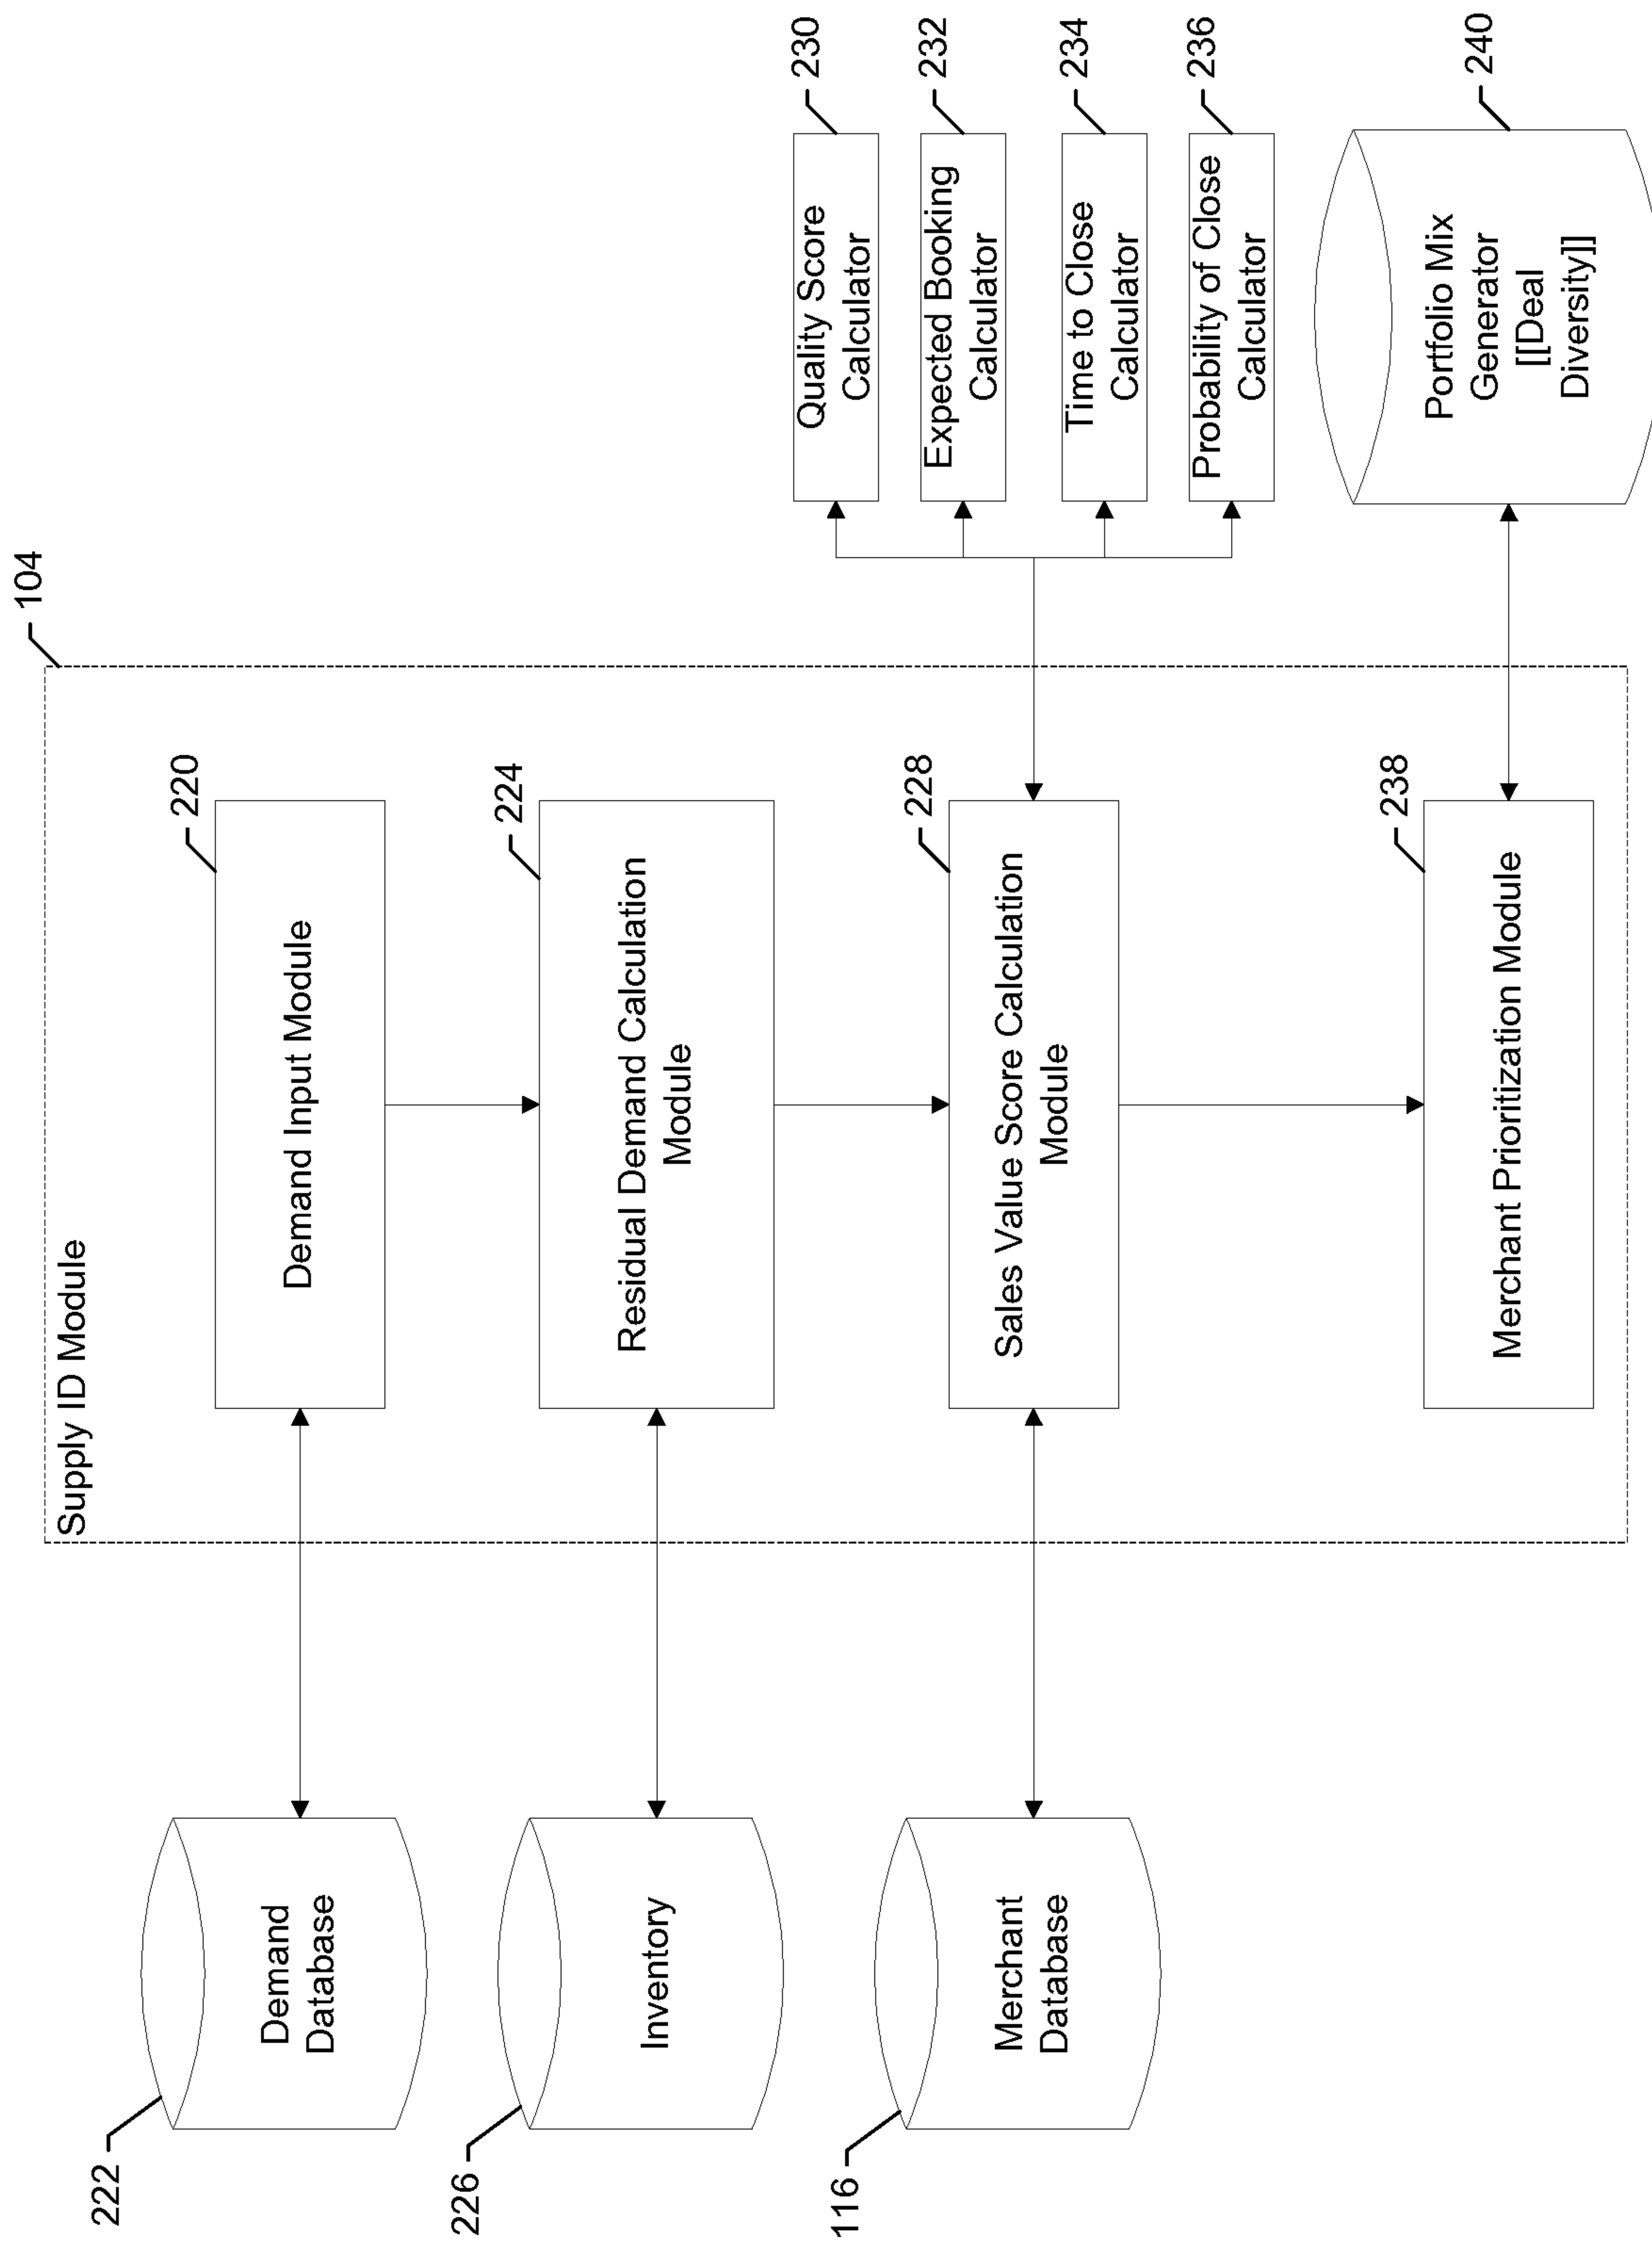 Supply ID Module
104
222
Demand
Database
220
Demand Input Module
226
Inventory
224
Residual Demand Calculation
Module
116
Merchant
Database
228
Sales Value Score Calculation
Module
230
Quality Score
Calculator
232
Expected Booking
Calculator
234
Time to Close
Calculator
236
Probability of Close
Calculator
238
Merchant Prioritization Module
240
Portfolio Mix
Generator
[[Deal
Diversity]]